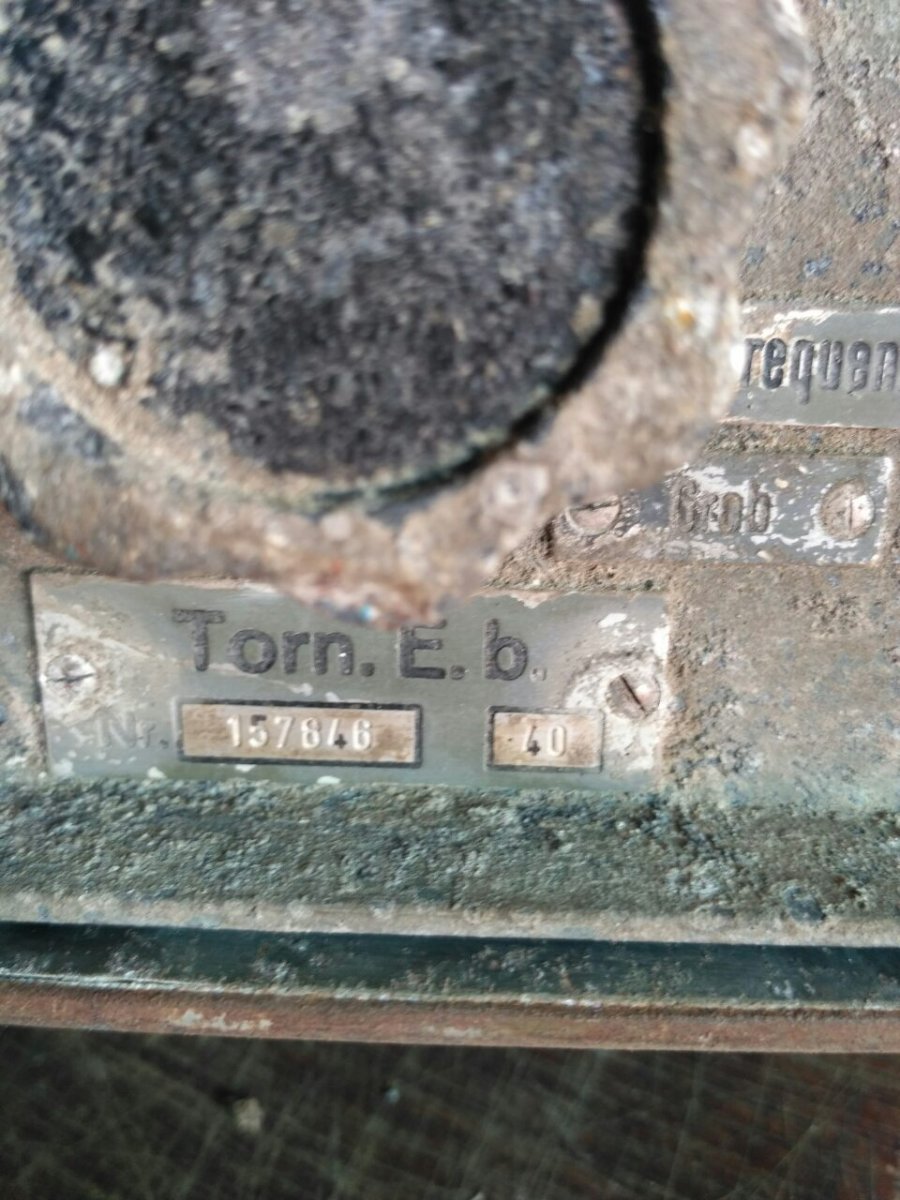 requen
Grob
Torn. E. b.
Nr. 157846 40